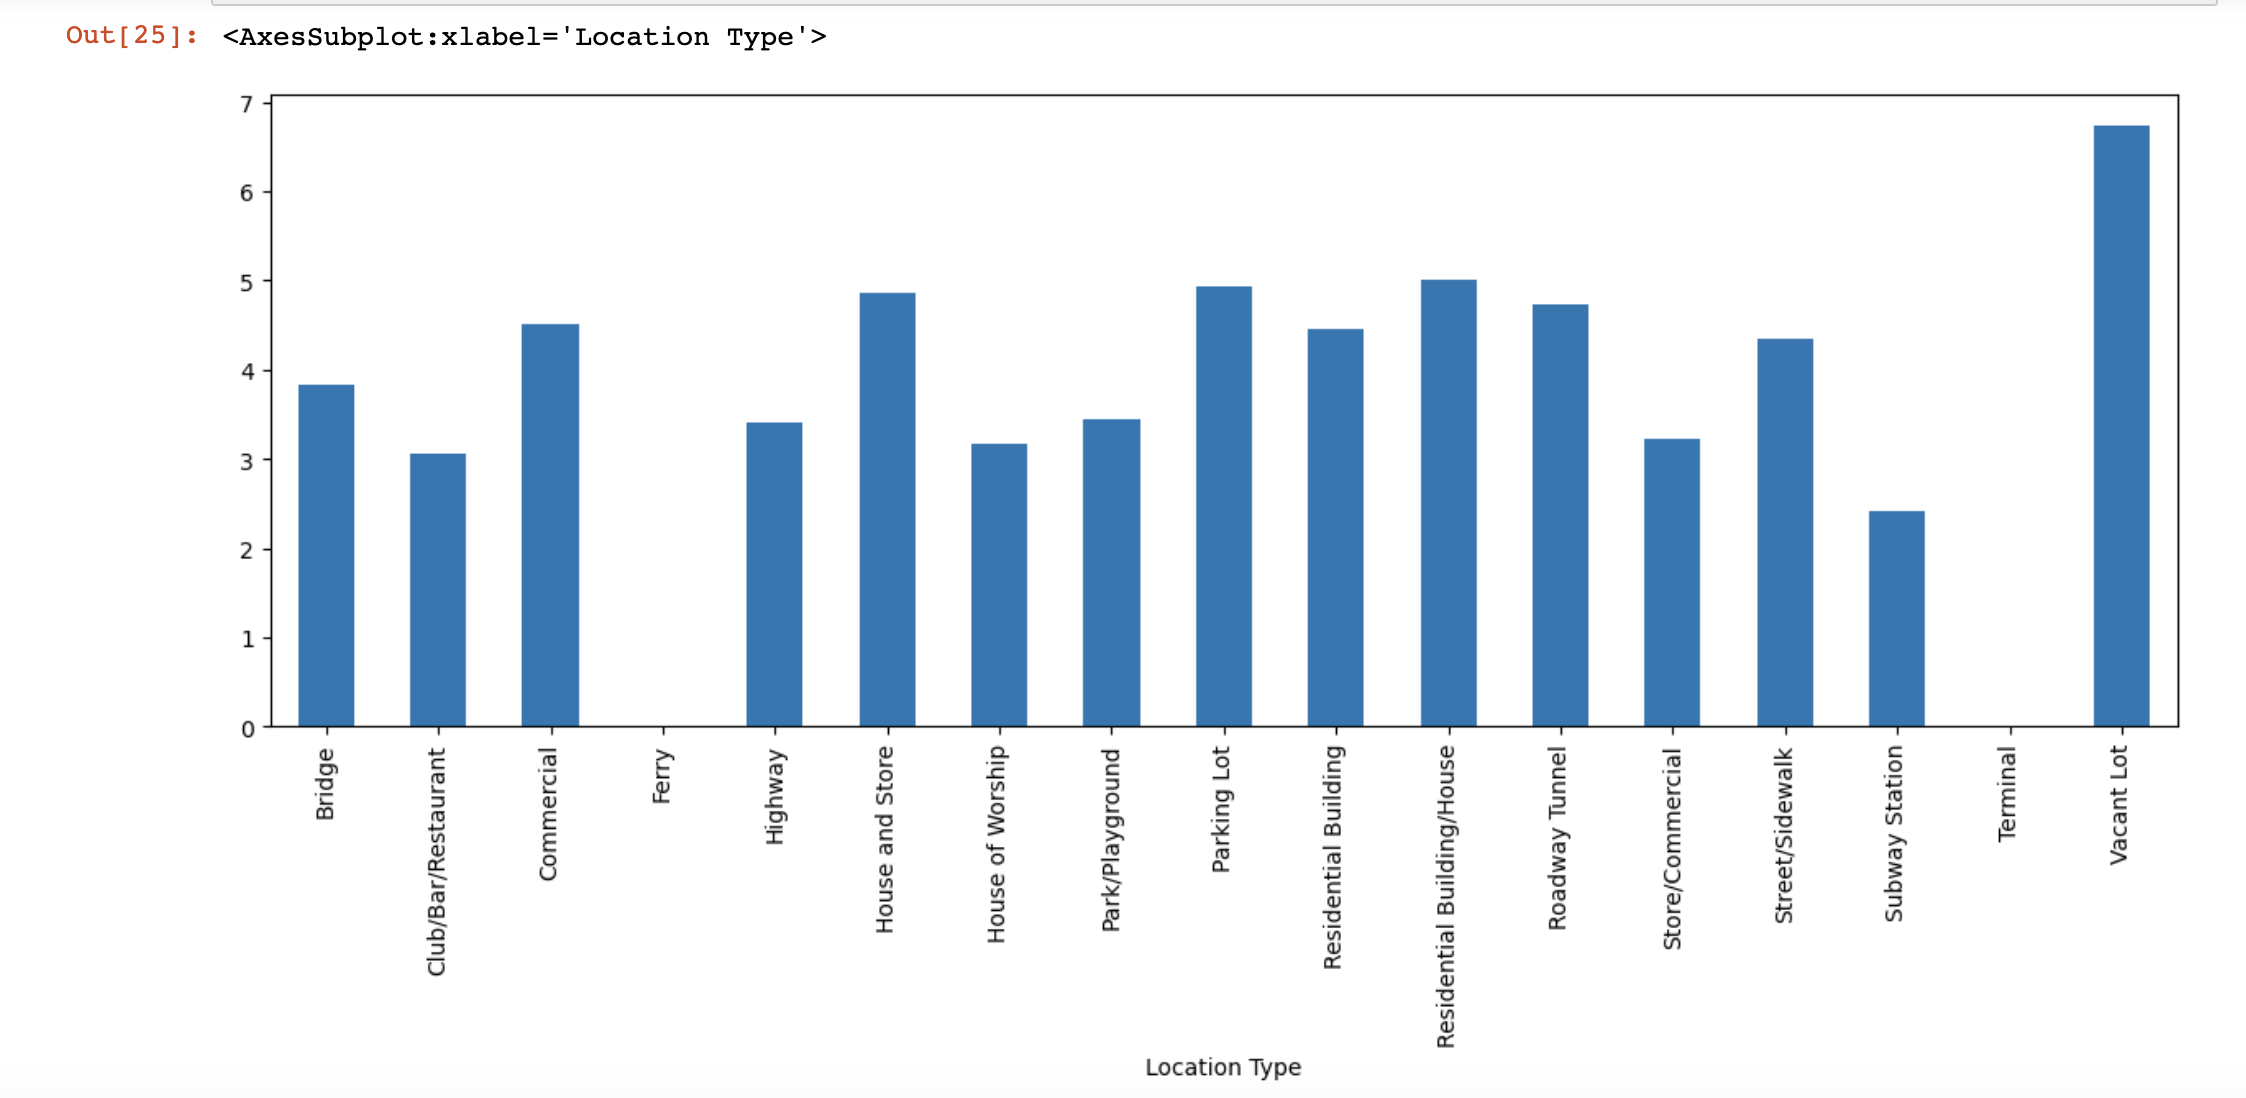 Out[25]: <AxesSubplot:xlabel='Location Type'>
7
6
5
4
3
2
1
0
Bridge
Club/Bar/Restaurant
Commercial
Ferry
Highway
House and Store
House of Worship
Park/Playground
Parking Lot
Residential Building
Residential Building/House
Roadway Tunnel
Store/Commercial
Street/Sidewalk
Subway Station
Terminal
Vacant Lot
Location Type